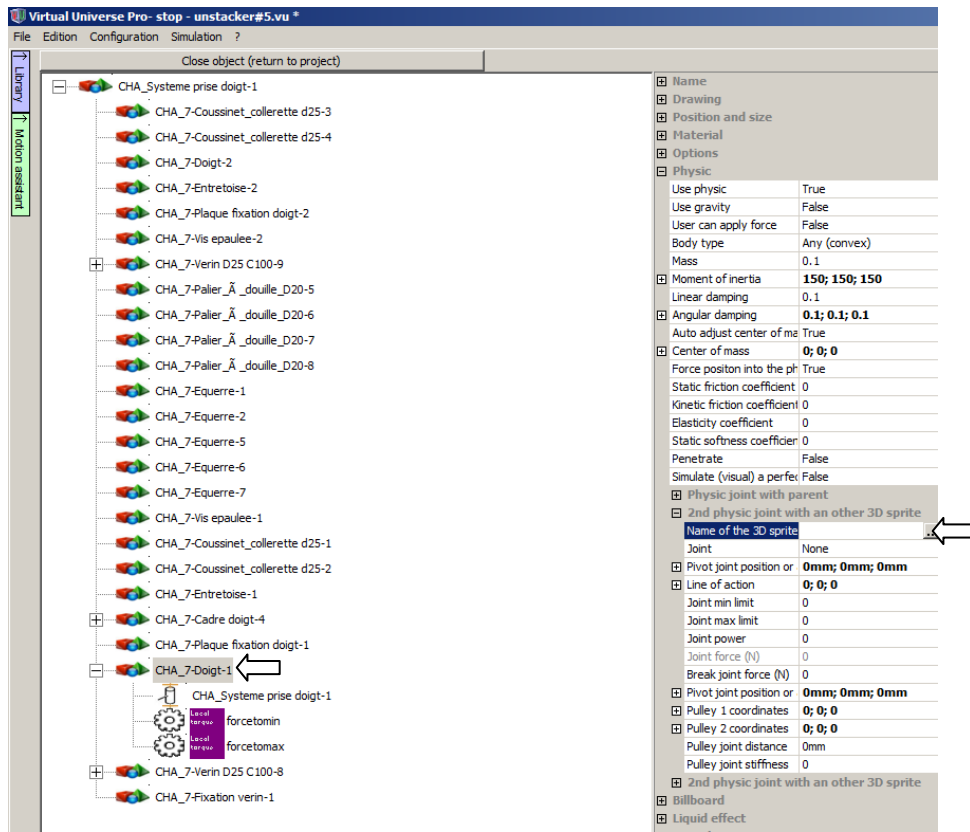 Virtual Universe Pro- stop - unstacker#5.vu *
File Edition Configuration Simulation ?
Close object (return to project)
↑ Library
↑ Motion assistant
CHA_Systeme prise doigt-1
CHA_7-Coussinet_collerette d25-3
CHA_7-Coussinet_collerette d25-4
CHA_7-Doigt-2
CHA_7-Entretoise-2
CHA_7-Plaque fixation doigt-2
CHA_7-Vis epaulee-2
CHA_7-Verin D25 C100-9
CHA_7-Palier_Ã _douille_D20-5
CHA_7-Palier_Ã _douille_D20-6
CHA_7-Palier_Ã _douille_D20-7
CHA_7-Palier_Ã _douille_D20-8
CHA_7-Equerre-1
CHA_7-Equerre-2
CHA_7-Equerre-5
CHA_7-Equerre-6
CHA_7-Equerre-7
CHA_7-Vis epaulee-1
CHA_7-Coussinet_collerette d25-1
CHA_7-Coussinet_collerette d25-2
CHA_7-Entretoise-1
CHA_7-Cadre doigt-4
CHA_7-Plaque fixation doigt-1
CHA_7-Doigt-1
CHA_Systeme prise doigt-1
Local torque forcetomin
Local torque forcetomax
CHA_7-Verin D25 C100-8
CHA_7-Fixation verin-1
Name
Drawing
Position and size
Material
Options
Physic
Use physic True
Use gravity False
User can apply force False
Body type Any (convex)
Mass 0.1
Moment of inertia 150; 150; 150
Linear damping 0.1
Angular damping 0.1; 0.1; 0.1
Auto adjust center of ma True
Center of mass 0; 0; 0
Force positon into the ph True
Static friction coefficient 0
Kinetic friction coefficient 0
Elasticity coefficient 0
Static softness coefficier 0
Penetrate False
Simulate (visual) a perfec False
Physic joint with parent
2nd physic joint with an other 3D sprite
Name of the 3D sprite ...
Joint None
Pivot joint position or 0mm; 0mm; 0mm
Line of action 0; 0; 0
Joint min limit 0
Joint max limit 0
Joint power 0
Joint force (N) 0
Break joint force (N) 0
Pivot joint position or 0mm; 0mm; 0mm
Pulley 1 coordinates 0; 0; 0
Pulley 2 coordinates 0; 0; 0
Pulley joint distance 0mm
Pulley joint stiffness 0
2nd physic joint with an other 3D sprite
Billboard
Liquid effect